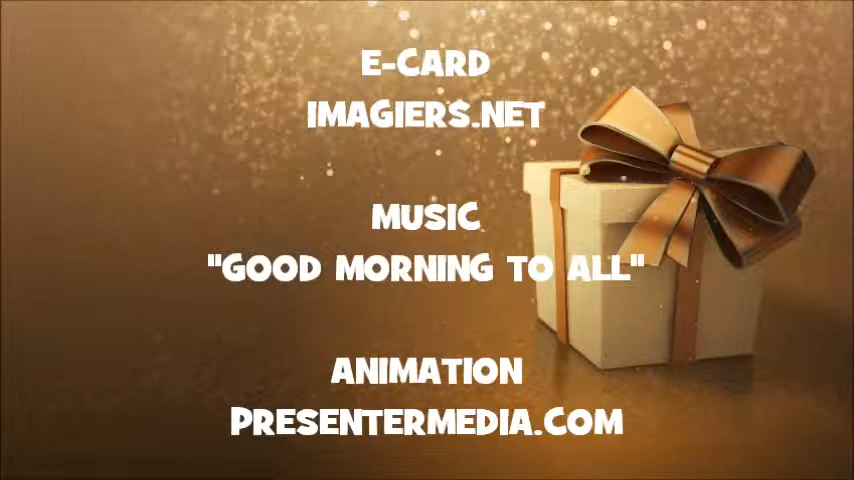 E-CARD
IMAGIERS.NET
MUSIC
"GOOD MORNING TO ALL"
ANIMATION
PRESENTERMEDIA.COM